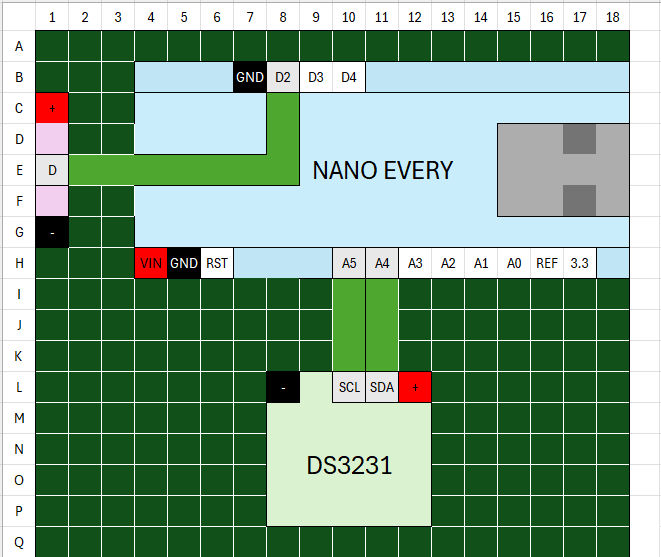 1 2 3 4 5 6 7 8 9 10 11 12 13 14 15 16 17 18
A
B GND D2 D3 D4
C +
D
E D NANO EVERY
F
G -
H VIN GND RST A5 A4 A3 A2 A1 A0 REF 3.3
I
J
K
L - SCL SDA +
M
N
O DS3231
P
Q